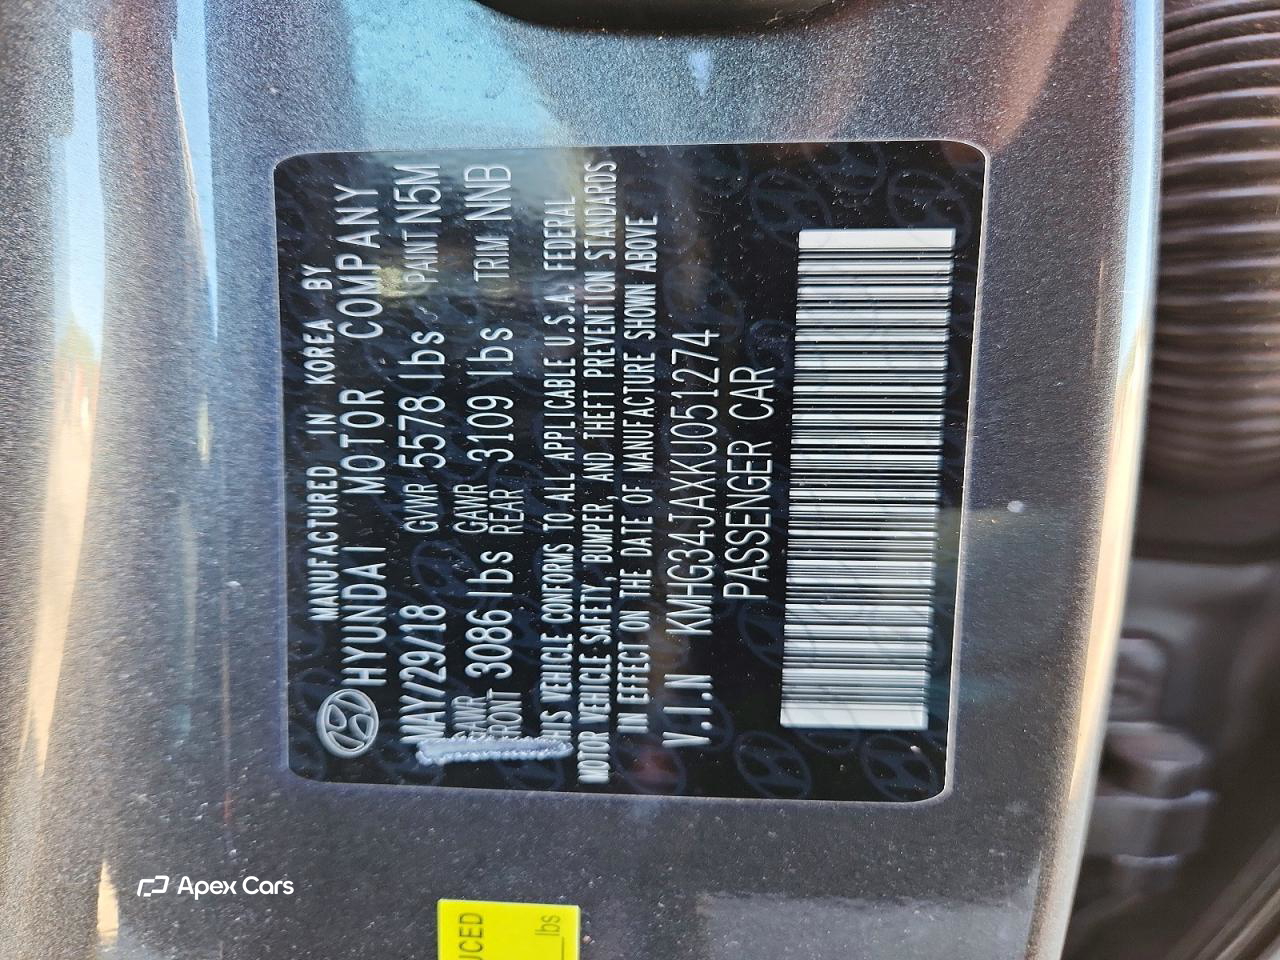 MANUFACTURED IN KOREA BY
HYUNDAI MOTOR COMPANY
MAY/29/18 GVWR 5578 lbs PAINT N5M
GAWR FRONT 3086 lbs GAWR REAR 3109 lbs TRIM NNB
THIS VEHICLE CONFORMS TO ALL APPLICABLE U.S.A. FEDERAL
MOTOR VEHICLE SAFETY, BUMPER, AND THEFT PREVENTION STANDARDS
IN EFFECT ON THE DATE OF MANUFACTURE SHOWN ABOVE
V.I.N KMHG34JAXKU051274
PASSENGER CAR
UCED
lbs
Apex Cars